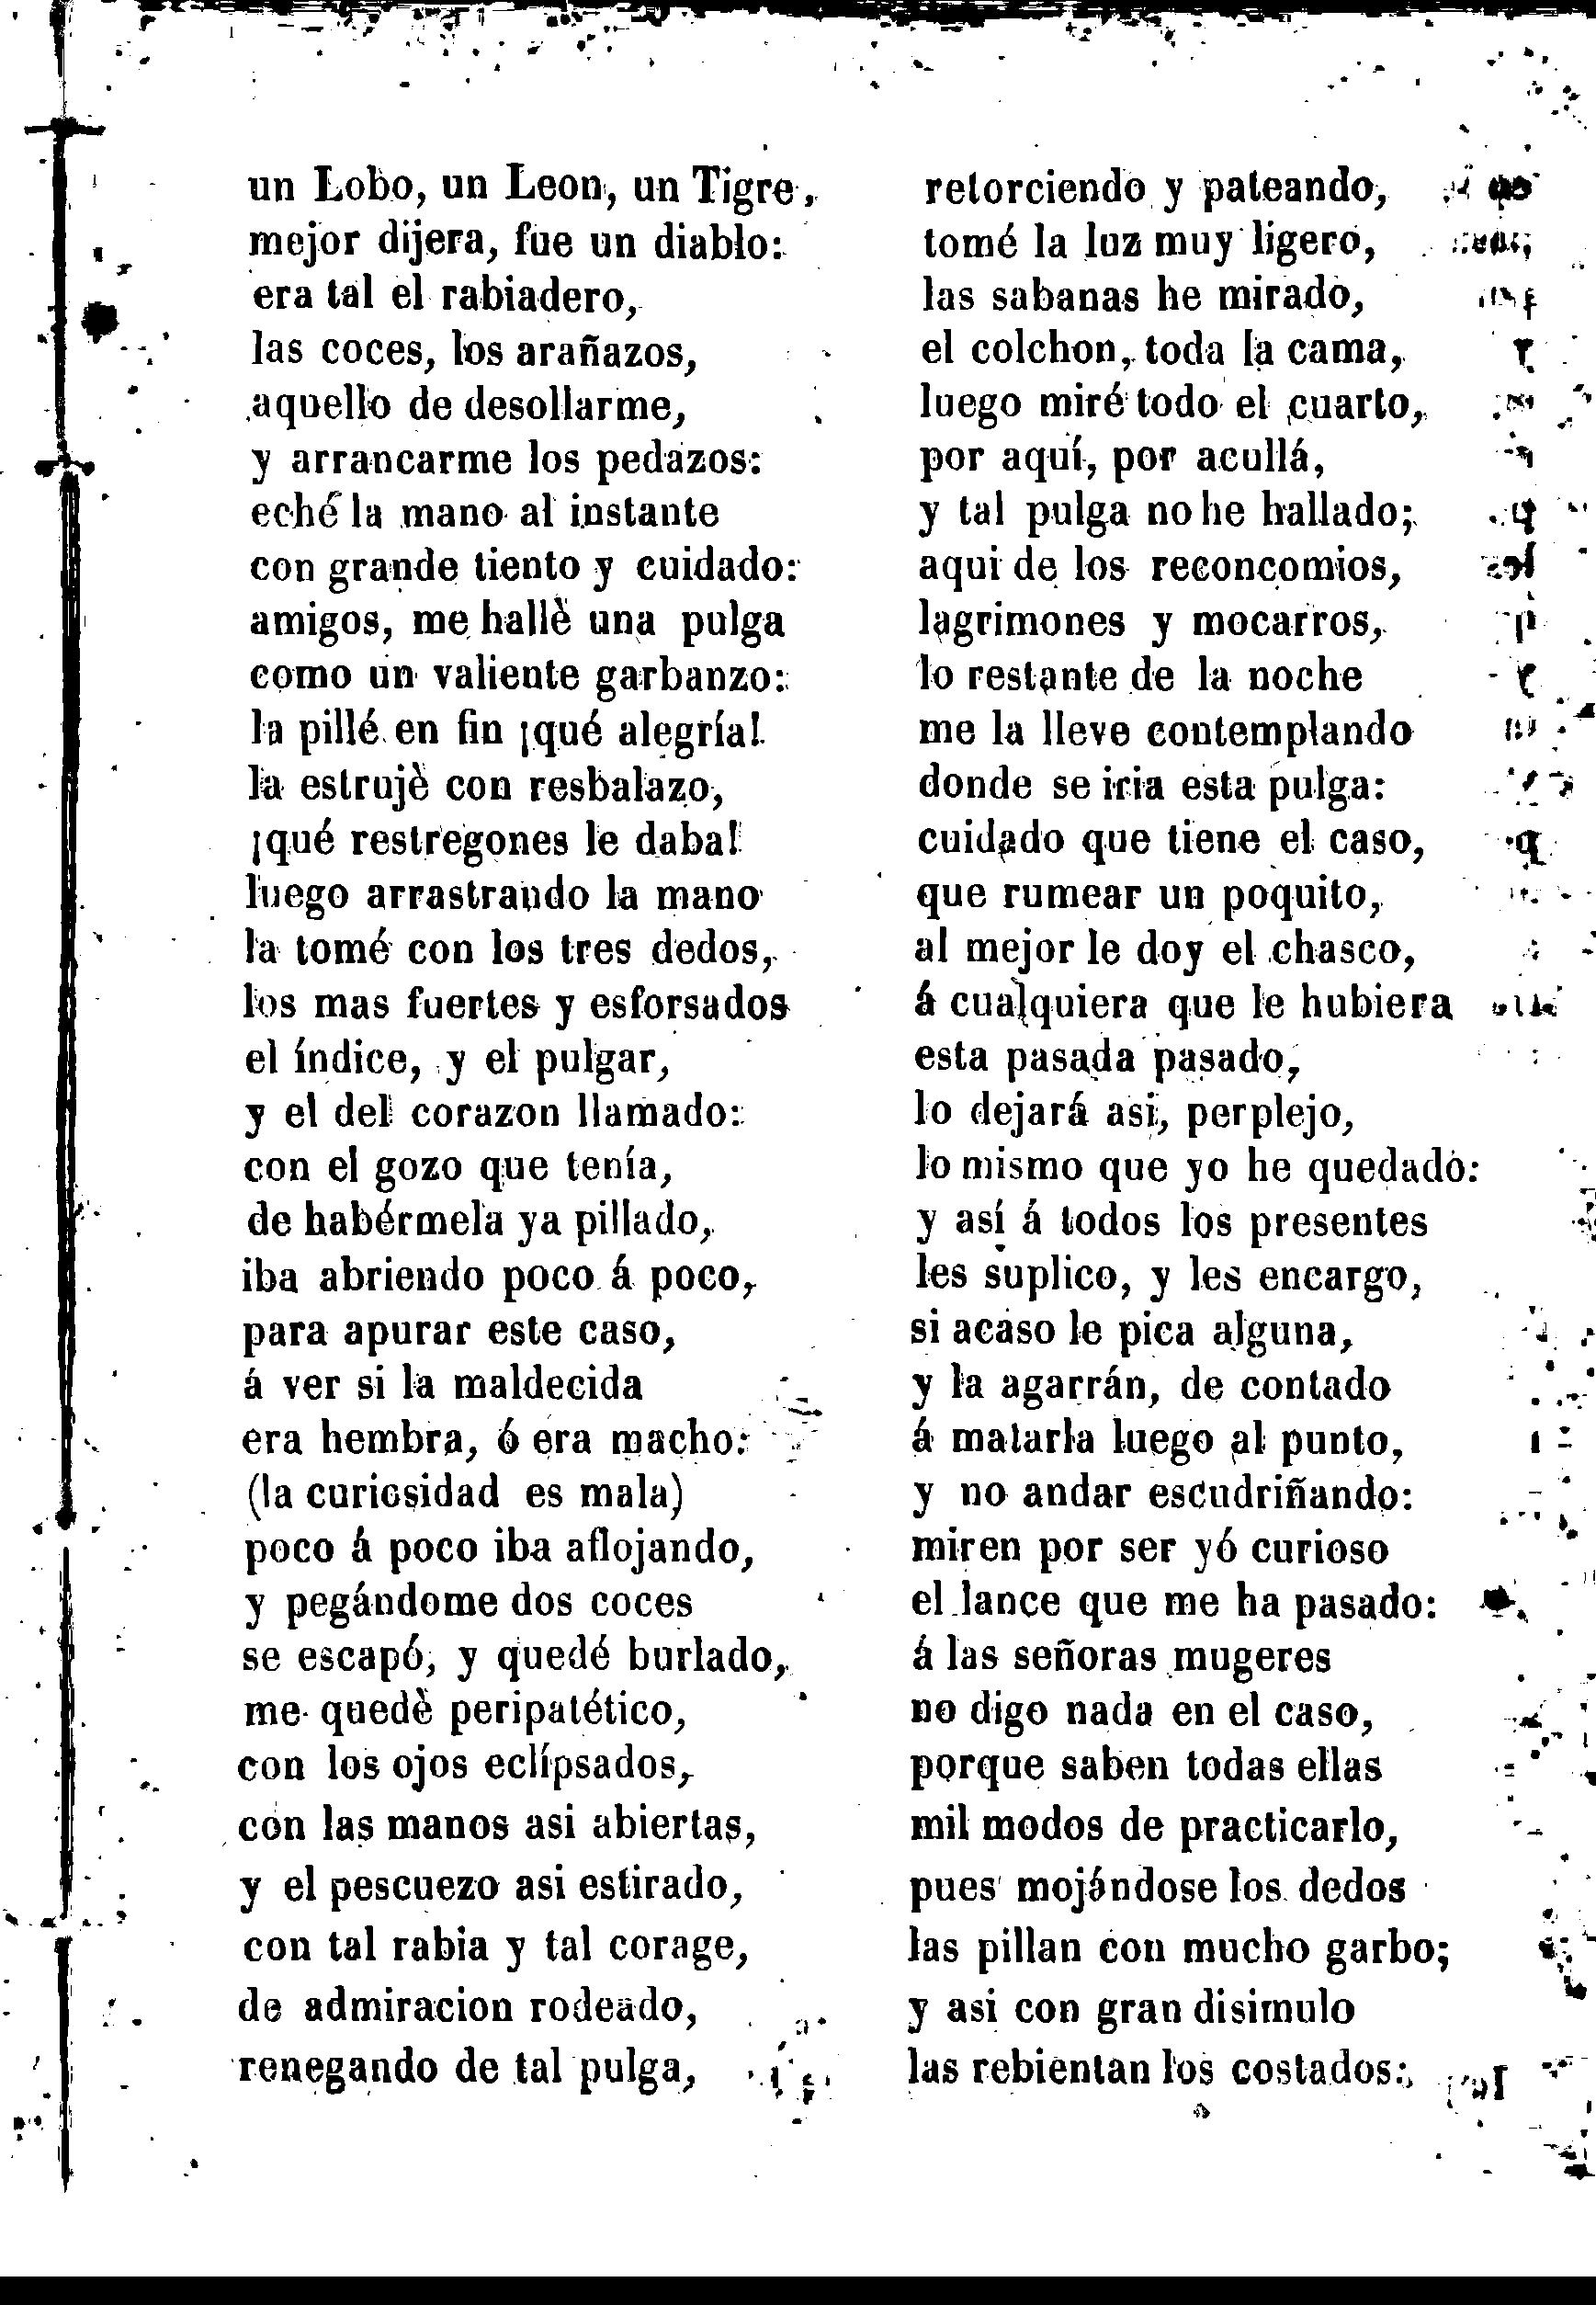 un Lobo, un Leon, un Tigre,
mejor dijera, fue un diablo:
era tal el rabiadero,
las coces, los arañazos,
aquello de desollarme,
y arrancarme los pedazos:
eché la mano al instante
con grande tiento y cuidado:
amigos, me hallè una pulga
como un valiente garbanzo:
la pillé en fin ¡qué alegría!
la estrujè con resbalazo,
¡qué restregones le daba!
luego arrastrando la mano
la tomé con los tres dedos,
los mas fuertes y esforsados
el índice, y el pulgar,
y el del corazon llamado:
con el gozo que tenía,
de habérmela ya pillado,
iba abriendo poco á poco,
para apurar este caso,
á ver si la maldecida
era hembra, ó era macho:
(la curiosidad es mala)
poco á poco iba aflojando,
y pegándome dos coces
se escapó, y quedé burlado,
me quedè peripatético,
con los ojos eclípsados,
con las manos asi abiertas,
y el pescuezo asi estirado,
con tal rabia y tal corage,
de admiracion rodeado,
renegando de tal pulga,
retorciendo y pateando,
tomé la luz muy ligero,
las sabanas he mirado,
el colchon, toda la cama,
luego miré todo el cuarto,
por aquí, por acullá,
y tal pulga no he hallado;
aqui de los reconcomios,
lagrimones y mocarros,
lo restante de la noche
me la lleve contemplando
donde se iria esta pulga:
cuidado que tiene el caso,
que rumear un poquito,
al mejor le doy el chasco,
á cualquiera que le hubiera
esta pasada pasado,
lo dejará asi, perplejo,
lo mismo que yo he quedado:
y así á todos los presentes
les suplico, y les encargo,
si acaso le pica alguna,
y la agarrán, de contado
á matarla luego al punto,
y no andar escudriñando:
miren por ser yó curioso
el lance que me ha pasado:
á las señoras mugeres
no digo nada en el caso,
porque saben todas ellas
mil modos de practicarlo,
pues mojándose los dedos
las pillan con mucho garbo;
y asi con gran disimulo
las rebientan los costados: